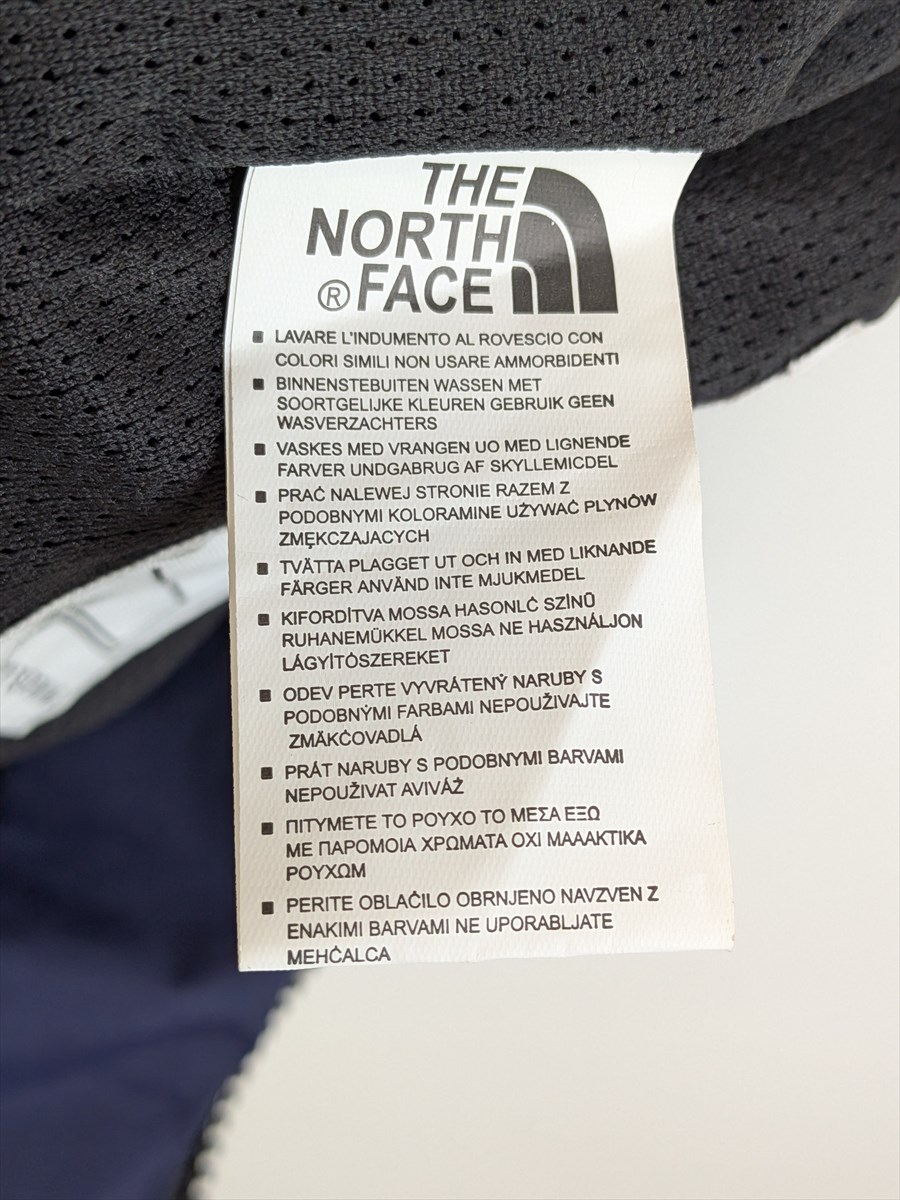 THE
NORTH
® FACE
▪ LAVARE L'INDUMENTO AL ROVESCIO CON
COLORI SIMILI NON USARE AMMORBIDENTI
▪ BINNENSTEBUITEN WASSEN MET
SOORTGELIJKE KLEUREN GEBRUIK GEEN
WASVERZACHTERS
▪ VASKES MED VRANGEN UO MED LIGNENDE
FARVER UNDGABRUG AF SKYLLEMICDEL
▪ PRAĆ NALEWEJ STRONIE RAZEM Z
PODOBNYMI KOLORAMINE UŻYWAĆ PLYNÓW
ZMĘKCZAJACYCH
▪ TVÄTTA PLAGGET UT OCH IN MED LIKNANDE
FÄRGER ANVÄND INTE MJUKMEDEL
▪ KIFORDÍTVA MOSSA HASONLĊ SZÍNŰ
RUHANEMÜKKEL MOSSA NE HASZNÁLJON
LÁGYÍTÓSZEREKET
▪ ODEV PERTE VYVRÁTENÝ NARUBY S
PODOBNÝMI FARBAMI NEPOUŽIVAJTE
ZMÄKĊOVADLÁ
▪ PRÁT NARUBY S PODOBNYMI BARVAMI
NEPOUŽIVAT AVIVÁŽ
▪ ΠΙΤΥΜΕΤΕ ΤΟ ΡΟΥΧΟ ΤΟ ΜΕΣΑ ΕΞΩ
ΜΕ ΠΑΡΟΜΟΙΑ ΧΡΩΜΑΤΑ ΟΧΙ ΜΑΑΑΚΤΙΚΑ
ΡΟΥΧΩΜ
▪ PERITE OBLAĊILO OBRNJENO NAVZVEN Z
ENAKIMI BARVAMI NE UPORABLJATE
MEHĊALCA